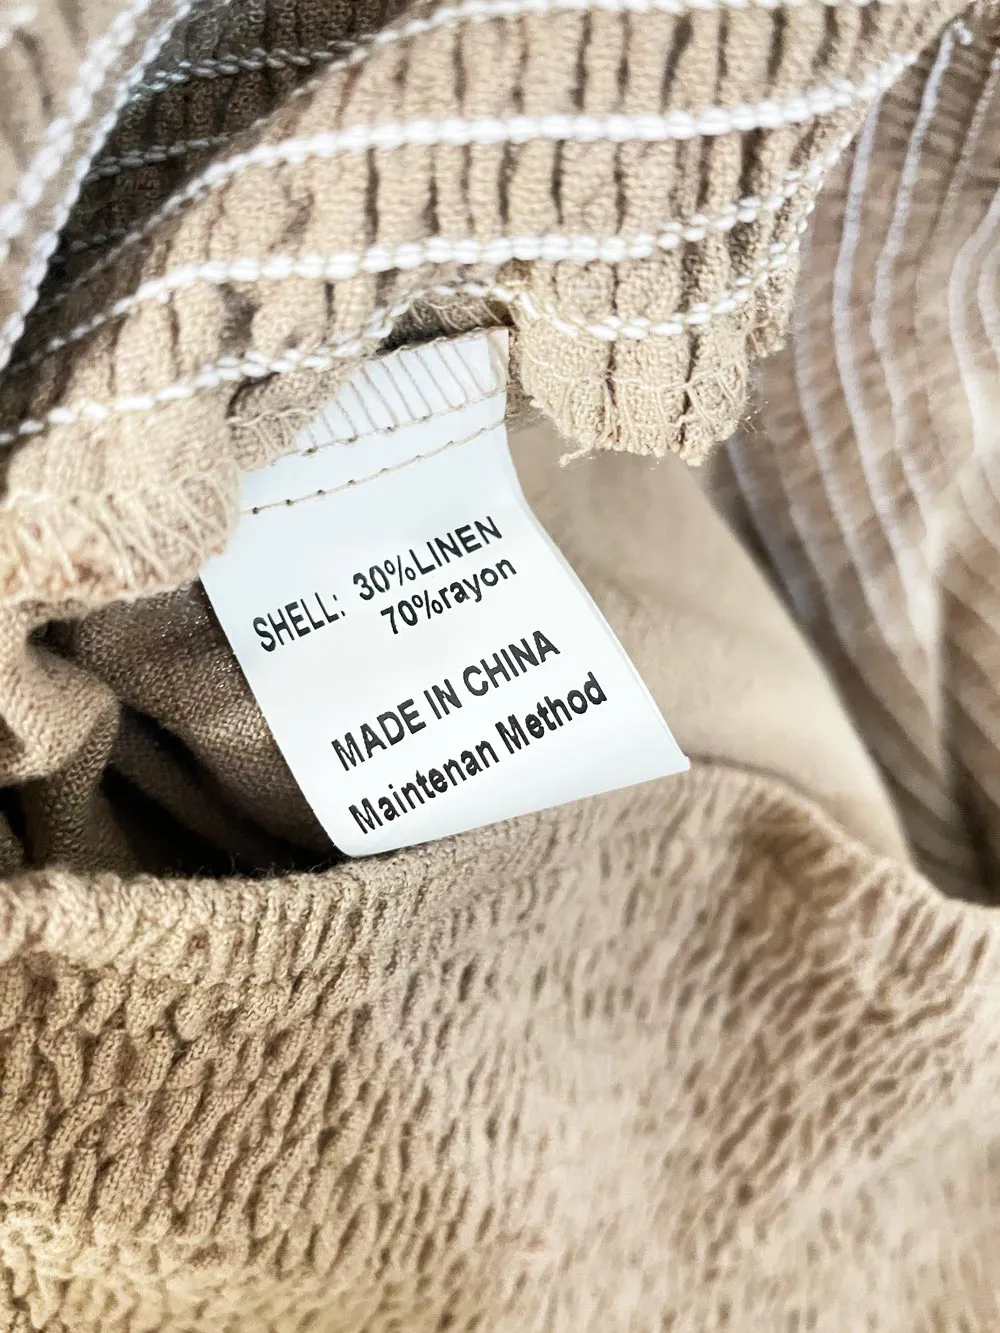 SHELL: 30%LINEN
70%rayon
MADE IN CHINA
Maintenan Method